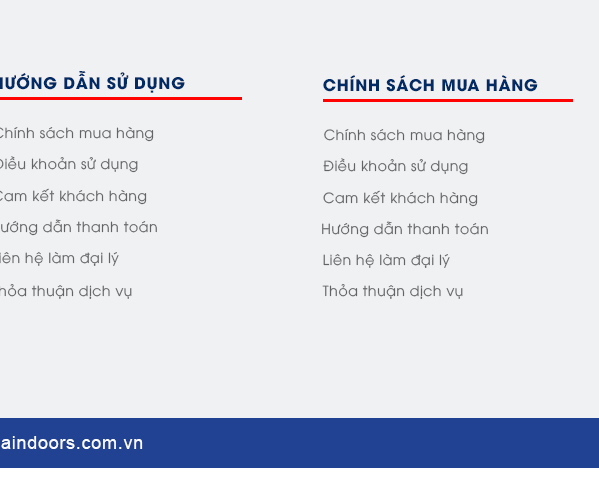 HƯỚNG DẪN SỬ DỤNG
Chính sách mua hàng
Điều khoản sử dụng
Cam kết khách hàng
Hướng dẫn thanh toán
Liên hệ làm đại lý
Thỏa thuận dịch vụ
CHÍNH SÁCH MUA HÀNG
Chính sách mua hàng
Điều khoản sử dụng
Cam kết khách hàng
Hướng dẫn thanh toán
Liên hệ làm đại lý
Thỏa thuận dịch vụ
aindoors.com.vn